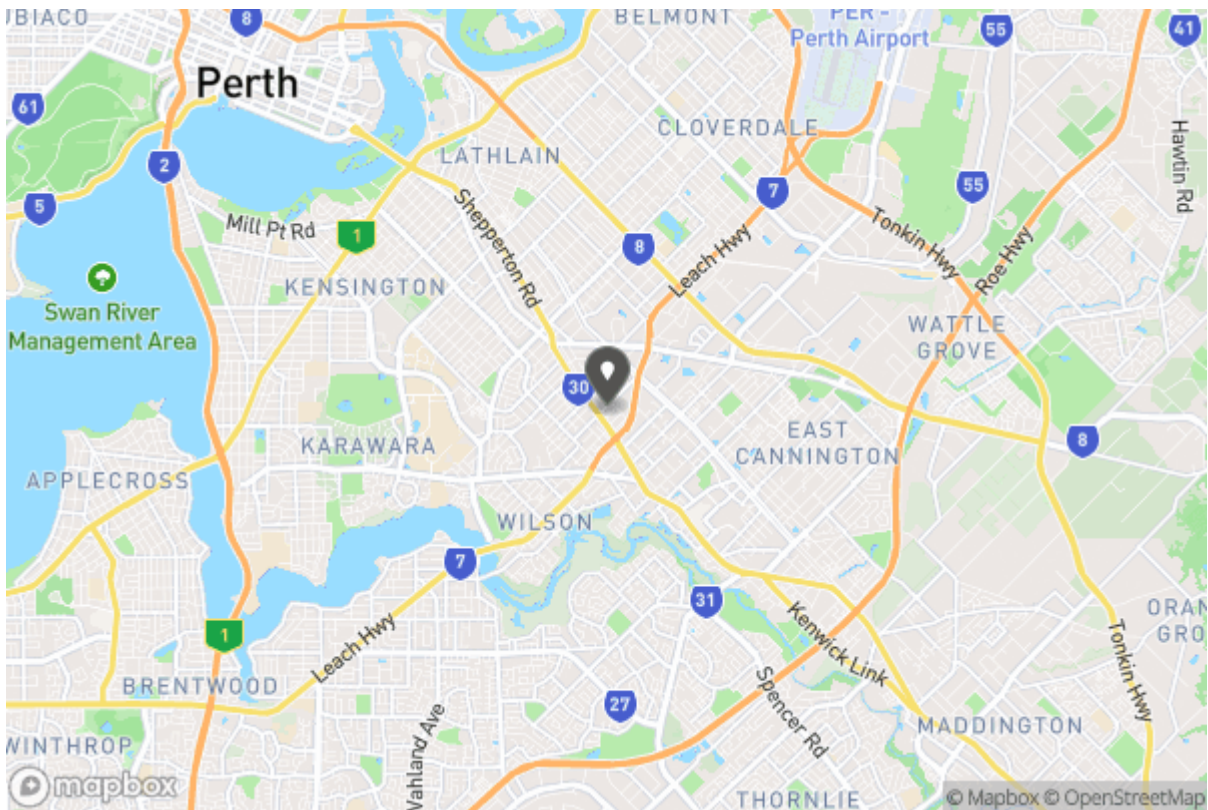 UBIACO
8
BELMONT
PER -
Perth Airport
55
41
Perth
61
CLOVERDALE
Hawtin Rd
LATHLAIN
2
7
55
5
Mill Pt Rd
1
Shepperton Rd
8
Leach Hwy
Tonkin Hwy
Roe Hwy
KENSINGTON
Swan River
Management Area
WATTLE
GROVE
30
KARAWARA
EAST
CANNINGTON
8
APPLECROSS
WILSON
7
31
ORAN
GRO
1
Leach Hwy
Kenwick Link
Tonkin Hwy
BRENTWOOD
27
Spencer Rd
Vahland Ave
MADDINGTON
WINTHROP
mapbox
THORNLIE
© Mapbox © OpenStreetMap